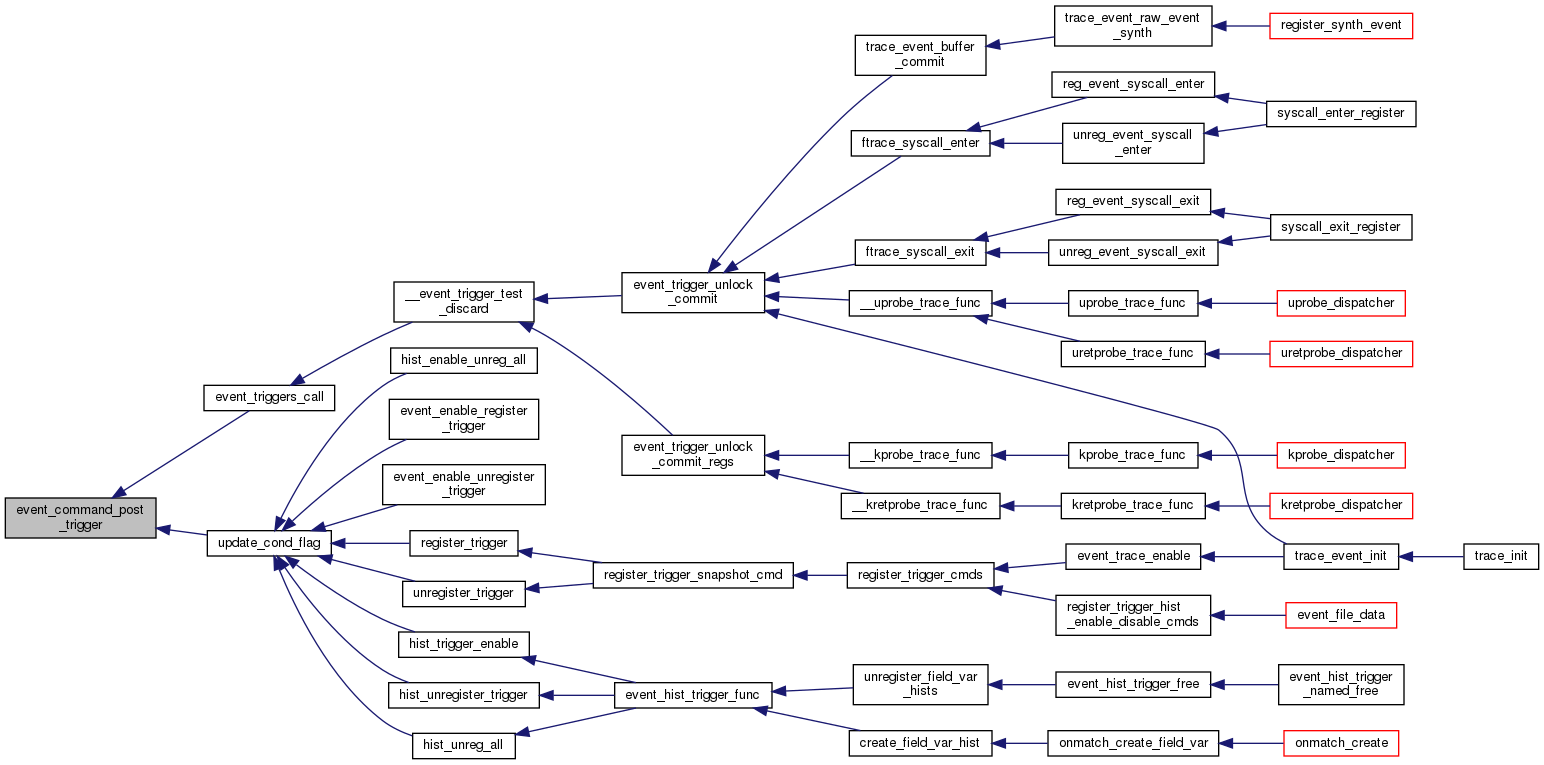 event_command_post
_trigger
event_triggers_call
update_cond_flag
__event_trigger_test
_discard
hist_enable_unreg_all
event_enable_register
_trigger
event_enable_unregister
_trigger
register_trigger
unregister_trigger
hist_trigger_enable
hist_unregister_trigger
hist_unreg_all
event_trigger_unlock
_commit
event_trigger_unlock
_commit_regs
register_trigger_snapshot_cmd
event_hist_trigger_func
trace_event_buffer
_commit
ftrace_syscall_enter
ftrace_syscall_exit
__uprobe_trace_func
__kprobe_trace_func
__kretprobe_trace_func
register_trigger_cmds
unregister_field_var
_hists
create_field_var_hist
trace_event_raw_event
_synth
reg_event_syscall_enter
unreg_event_syscall
_enter
reg_event_syscall_exit
unreg_event_syscall_exit
uprobe_trace_func
uretprobe_trace_func
kprobe_trace_func
kretprobe_trace_func
event_trace_enable
register_trigger_hist
_enable_disable_cmds
event_hist_trigger_free
onmatch_create_field_var
register_synth_event
syscall_enter_register
syscall_exit_register
uprobe_dispatcher
uretprobe_dispatcher
kprobe_dispatcher
kretprobe_dispatcher
trace_event_init
event_file_data
event_hist_trigger
_named_free
onmatch_create
trace_init